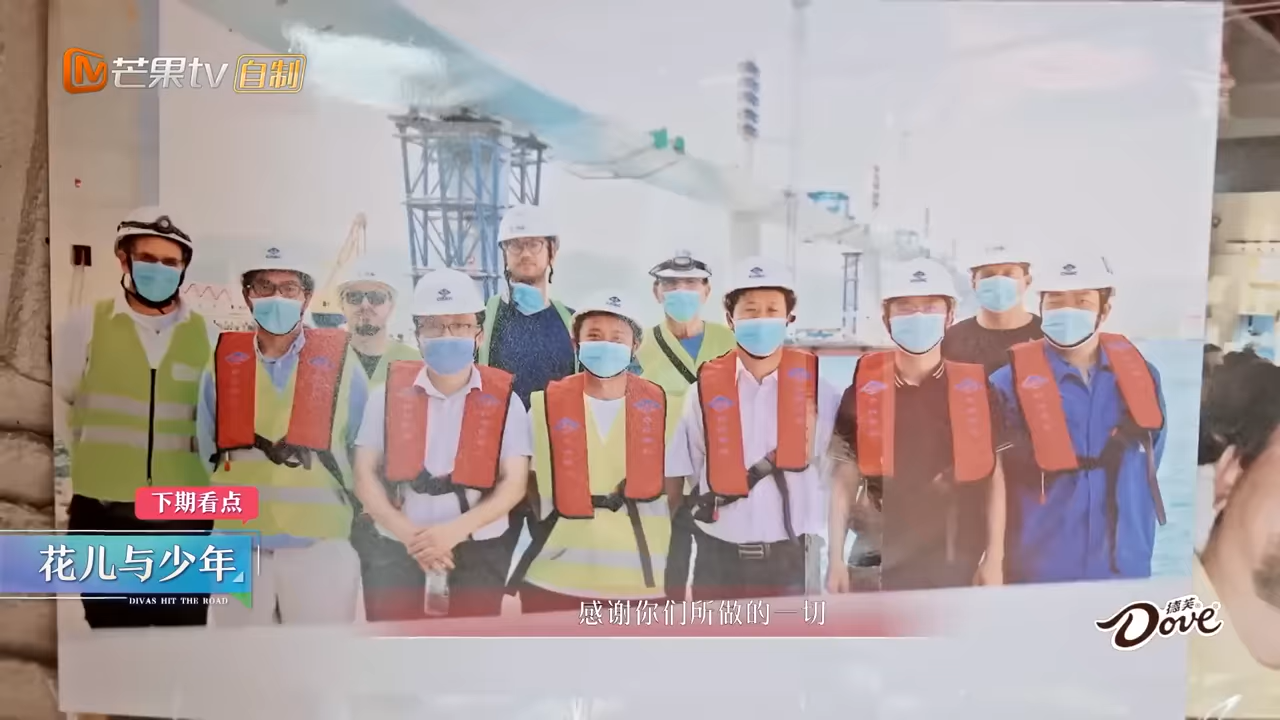 芒果tv 自制
下期看点
花儿与少年
DIVAS HIT THE ROAD
感谢你们所做的一切
德芙
Dove